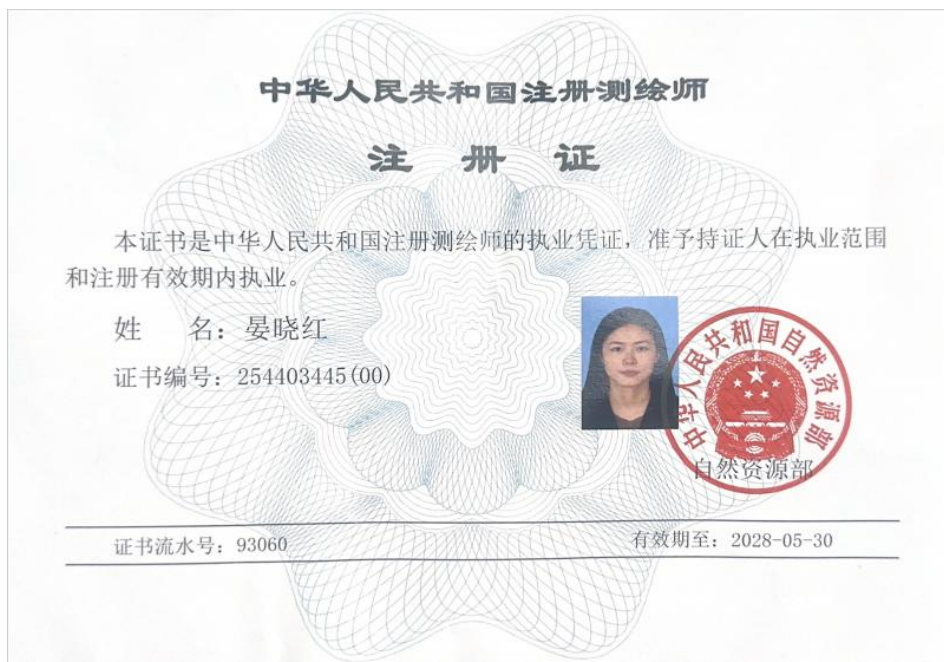 中华人民共和国注册测绘师
注 册 证
本证书是中华人民共和国注册测绘师的执业凭证，准予持证人在执业范围
和注册有效期内执业。
姓 名：晏晓红
证书编号：254403445(00)
中华人民共和国自然资源部
自然资源部
证书流水号：93060
有效期至：2028-05-30